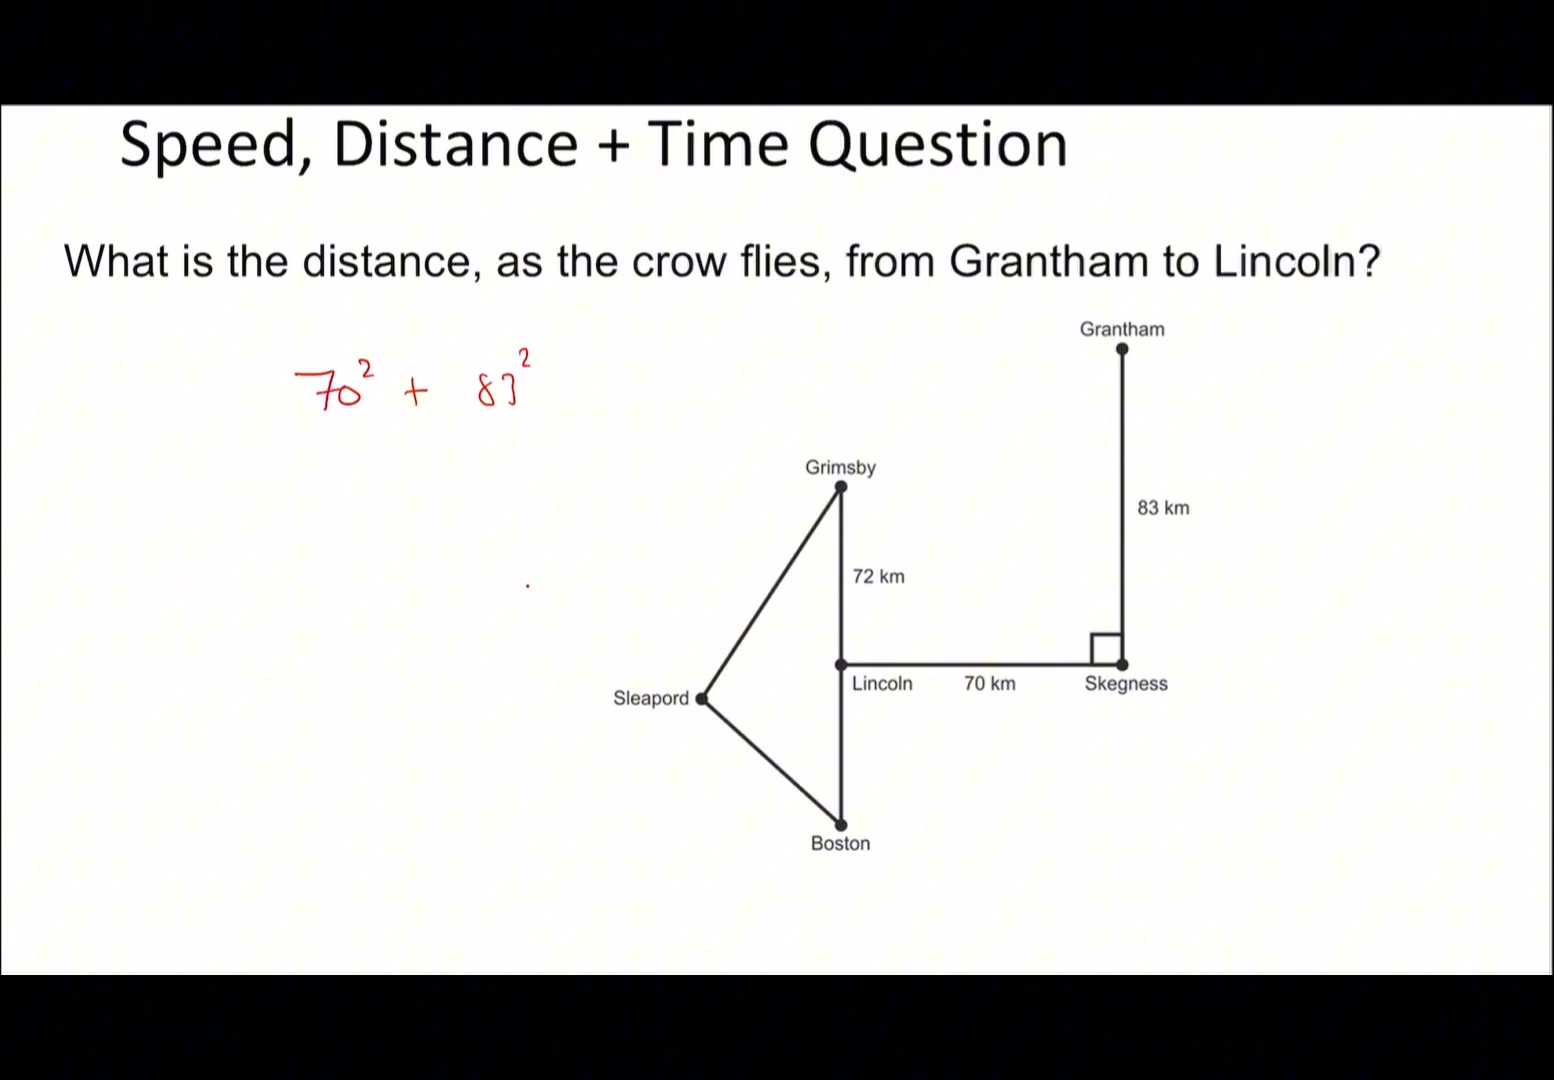 Speed, Distance + Time Question
What is the distance, as the crow flies, from Grantham to Lincoln?
Grantham
70² + 83²
Grimsby
83 km
72 km
Lincoln
70 km
Skegness
Sleapord
Boston